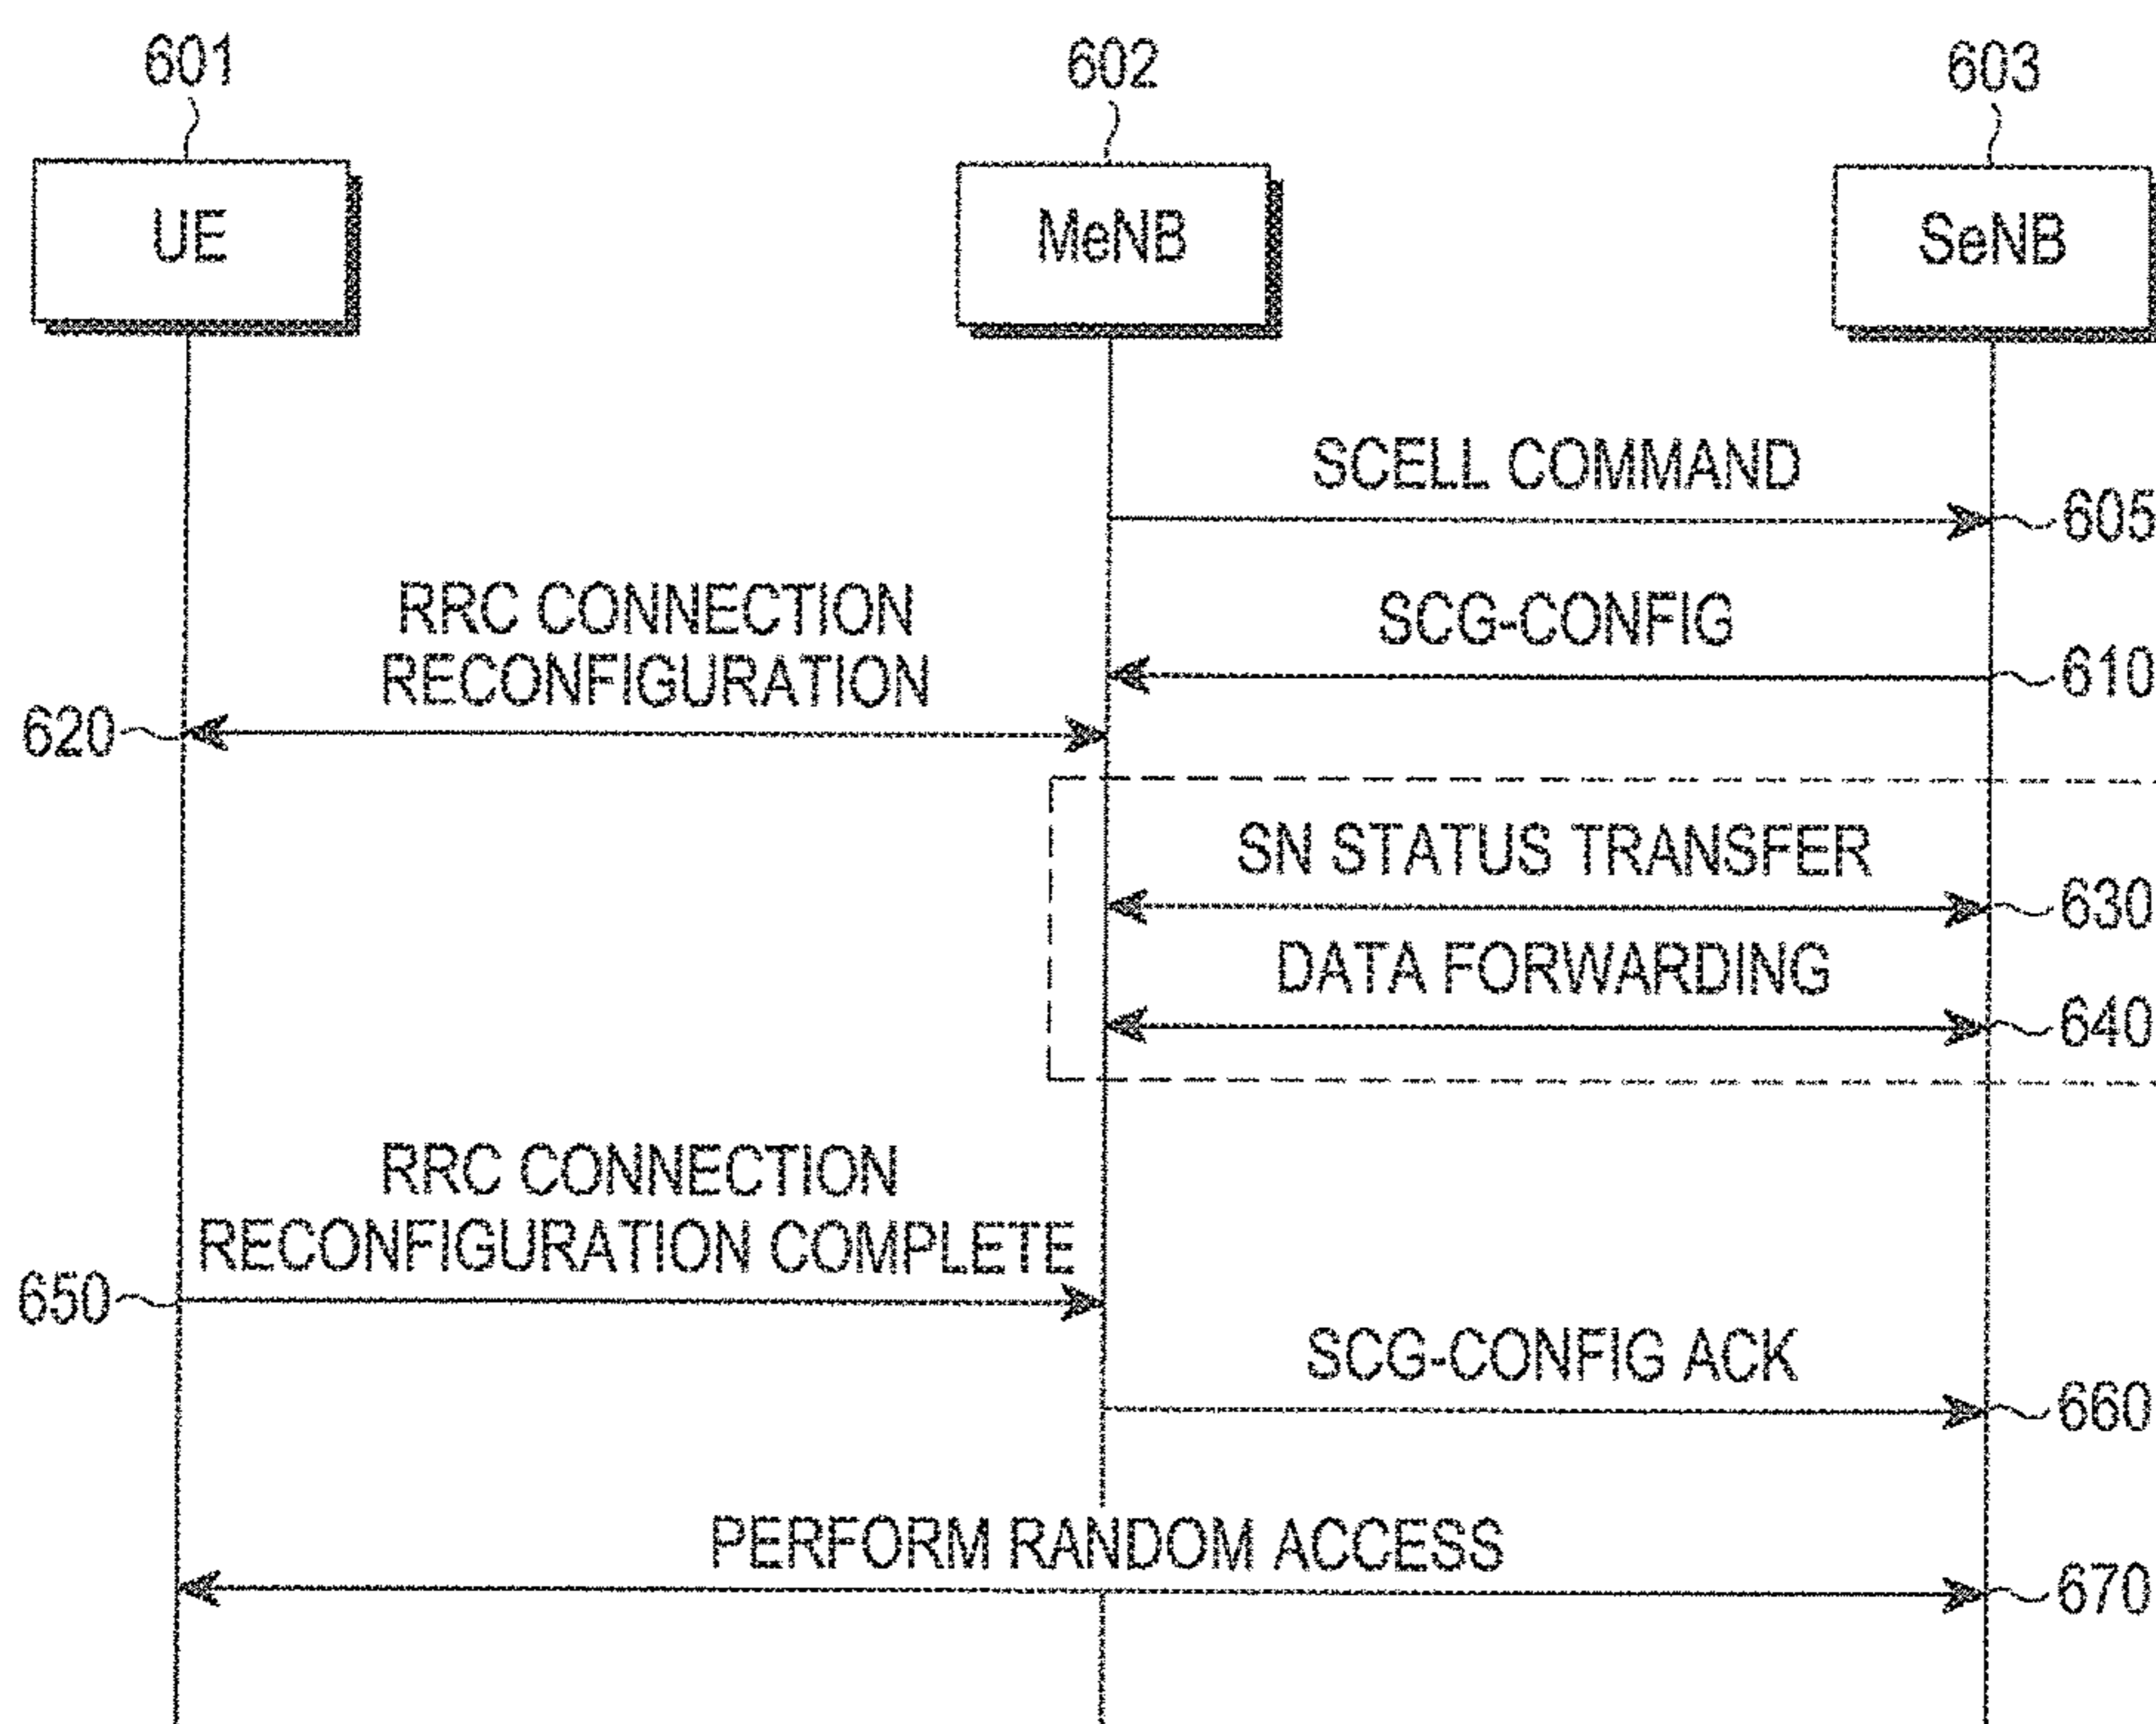 601
602
603
UE
MeNB
SeNB
SCELL COMMAND
605
RRC CONNECTION
RECONFIGURATION
SCG-CONFIG
610
620
SN STATUS TRANSFER
630
DATA FORWARDING
640
RRC CONNECTION
RECONFIGURATION COMPLETE
650
SCG-CONFIG ACK
660
PERFORM RANDOM ACCESS
670